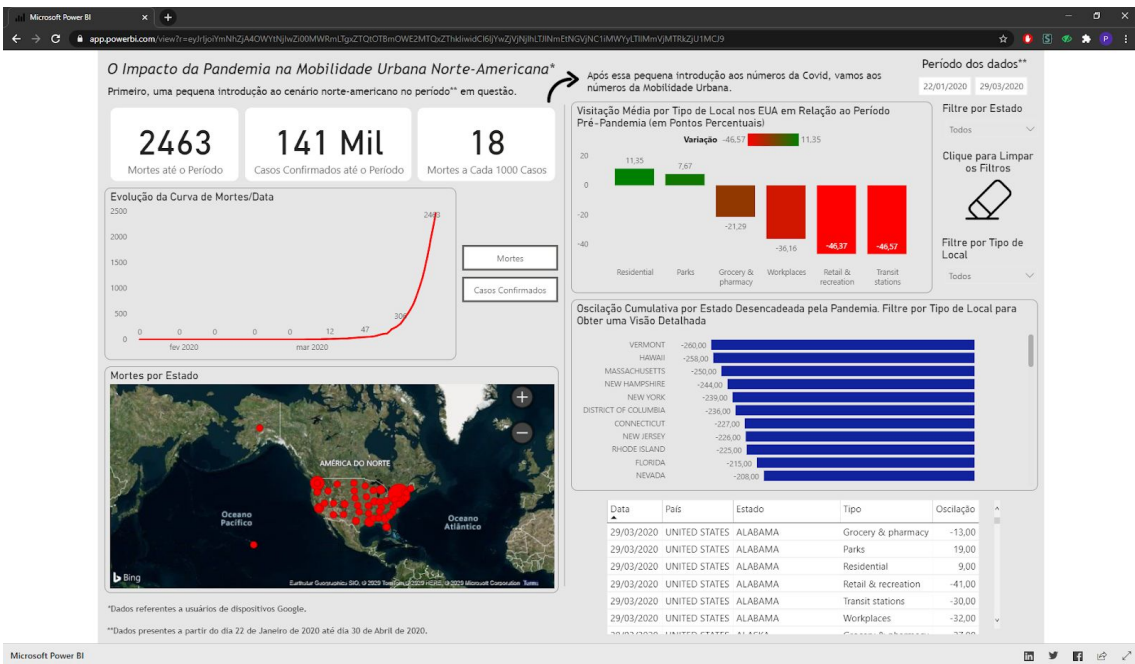 Microsoft Power BI
app.powerbi.com/view?r=eyJrIjoiYmNhZjA4OWYtNjIwZi00MWRmLTgxZTQtOTBmOWE2MTQxZThkIiwidCI6IjYwZjVjNjlhLTJlNmEtNGVjNC1iMWYyLTllMmVjMTRkZjU1MCJ9
O Impacto da Pandemia na Mobilidade Urbana Norte-Americana*
Primeiro, uma pequena introdução ao cenário norte-americano no período** em questão.
Após essa pequena introdução aos números da Covid, vamos aos
números da Mobilidade Urbana.
Período dos dados**
22/01/2020 29/03/2020
2463
Mortes até o Período
141 Mil
Casos Confirmados até o Período
18
Mortes a Cada 1000 Casos
Evolução da Curva de Mortes/Data
2500
2000
1500
1000
500
0
0 0 0 0 0 12 47 306 2463
fev 2020 mar 2020
Mortes
Casos Confirmados
Mortes por Estado
AMÉRICA DO NORTE
Oceano
Pacífico
Oceano
Atlântico
Bing
Terms
*Dados referentes a usuários de dispositivos Google.
**Dados presentes a partir do dia 22 de Janeiro de 2020 até dia 30 de Abril de 2020.
Visitação Média por Tipo de Local nos EUA em Relação ao Período
Pré-Pandemia (em Pontos Percentuais)
Variação -46,57 11,35
20
0
-20
-40
11,35 7,67 -21,29 -36,16 -46,37 -46,57
Residential Parks Grocery & Workplaces Retail & Transit
pharmacy recreation stations
Filtre por Estado
Todos
Clique para Limpar
os Filtros
Filtre por Tipo de
Local
Todos
Oscilação Cumulativa por Estado Desencadeada pela Pandemia. Filtre por Tipo de Local para
Obter uma Visão Detalhada
VERMONT -260,00
HAWAII -258,00
MASSACHUSETTS -250,00
NEW HAMPSHIRE -244,00
NEW YORK -239,00
DISTRICT OF COLUMBIA -236,00
CONNECTICUT -227,00
NEW JERSEY -226,00
RHODE ISLAND -225,00
FLORIDA -215,00
NEVADA -208,00
Data País Estado Tipo Oscilação
29/03/2020 UNITED STATES ALABAMA Grocery & pharmacy -13,00
29/03/2020 UNITED STATES ALABAMA Parks 19,00
29/03/2020 UNITED STATES ALABAMA Residential 9,00
29/03/2020 UNITED STATES ALABAMA Retail & recreation -41,00
29/03/2020 UNITED STATES ALABAMA Transit stations -30,00
29/03/2020 UNITED STATES ALABAMA Workplaces -32,00
Microsoft Power BI